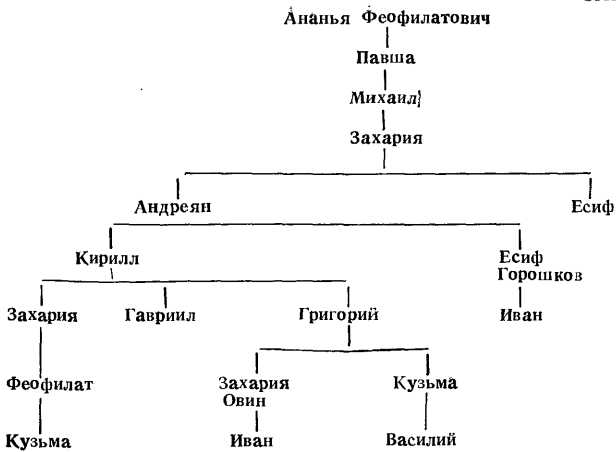 Ананья Феофилатович
Павша
Михаил
Захария
Андреян
Есиф
Кирилл
Есиф
Горошков
Захария
Гавриил
Григорий
Иван
Феофилат
Захария
Овин
Кузьма
Кузьма
Иван
Василий